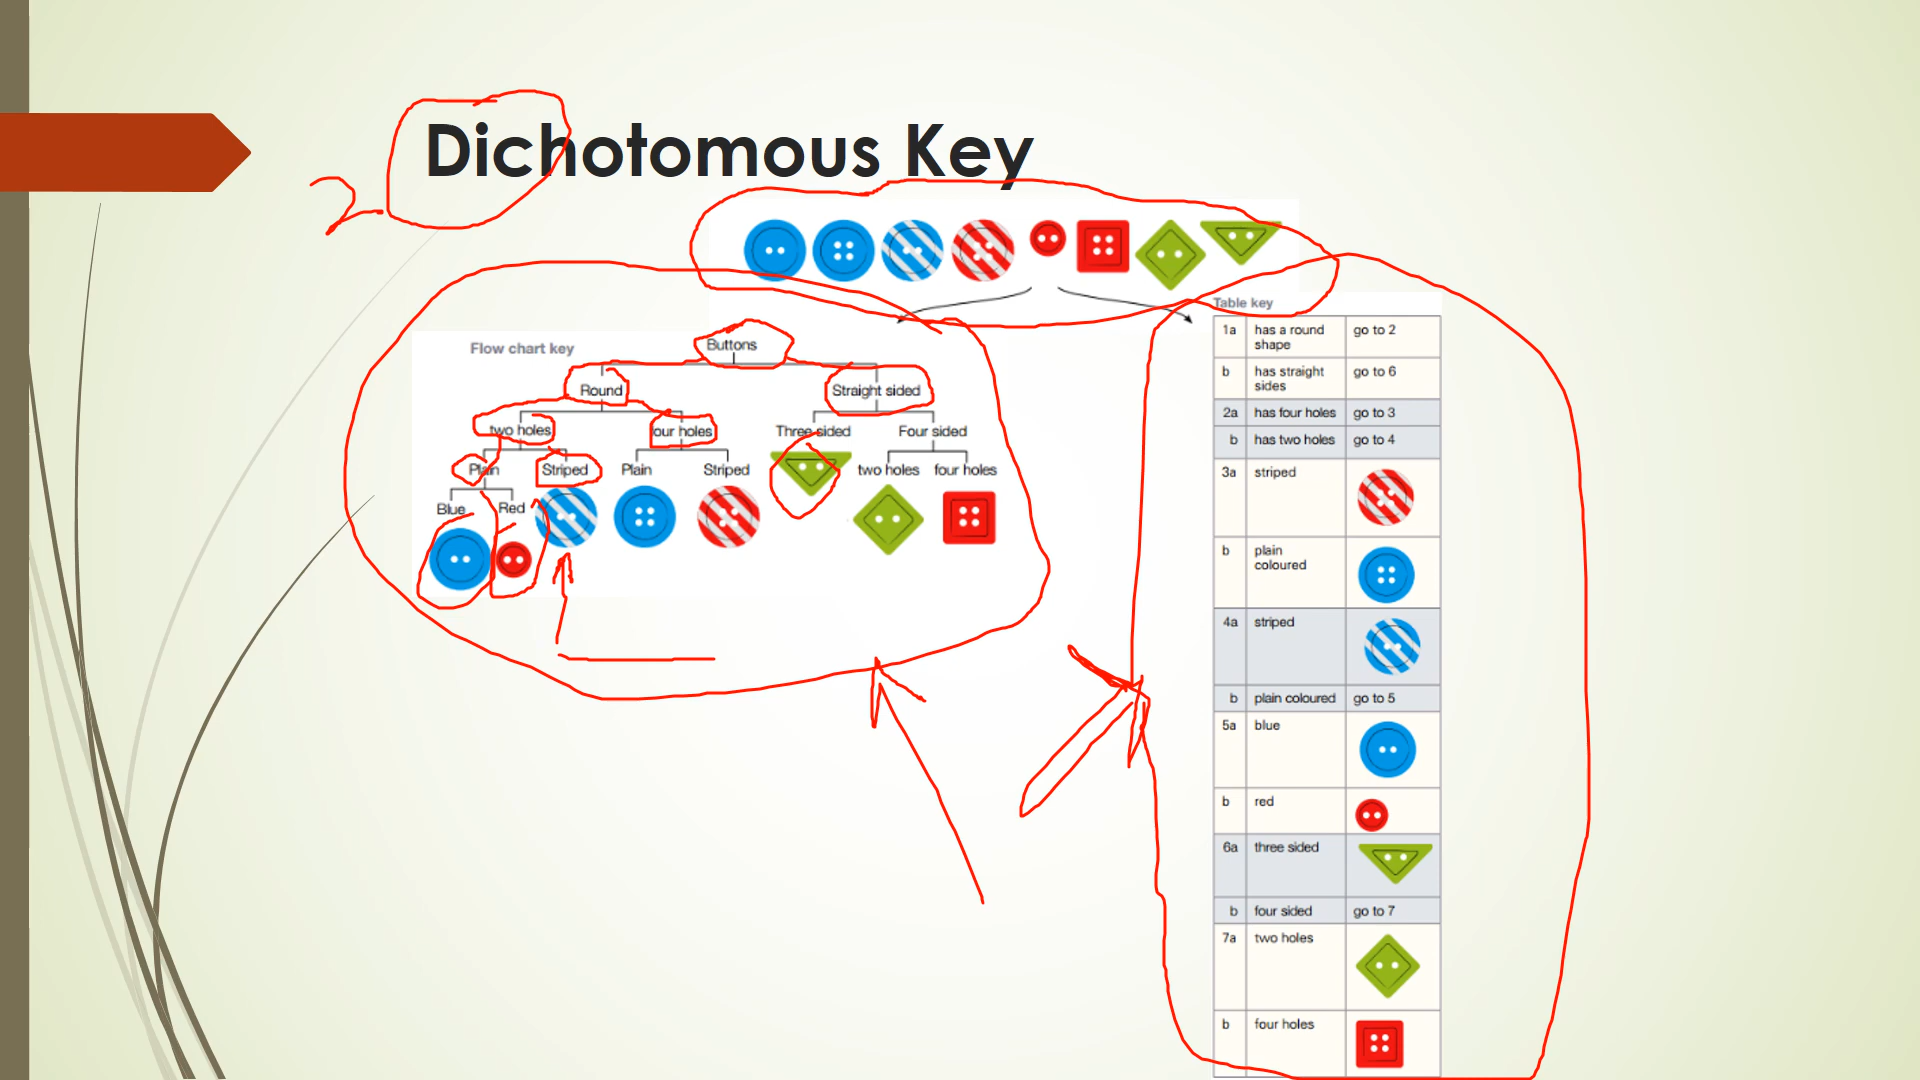 Dichotomous Key
2
Flow chart key
Buttons
Round
Straight sided
two holes
four holes
Three sided
Four sided
Plain
Striped
Plain
Striped
two holes
four holes
Blue
Red
Table key
1a has a round shape go to 2
b has straight sides go to 6
2a has four holes go to 3
b has two holes go to 4
3a striped
b plain coloured
4a striped
b plain coloured go to 5
5a blue
b red
6a three sided
b four sided go to 7
7a two holes
b four holes